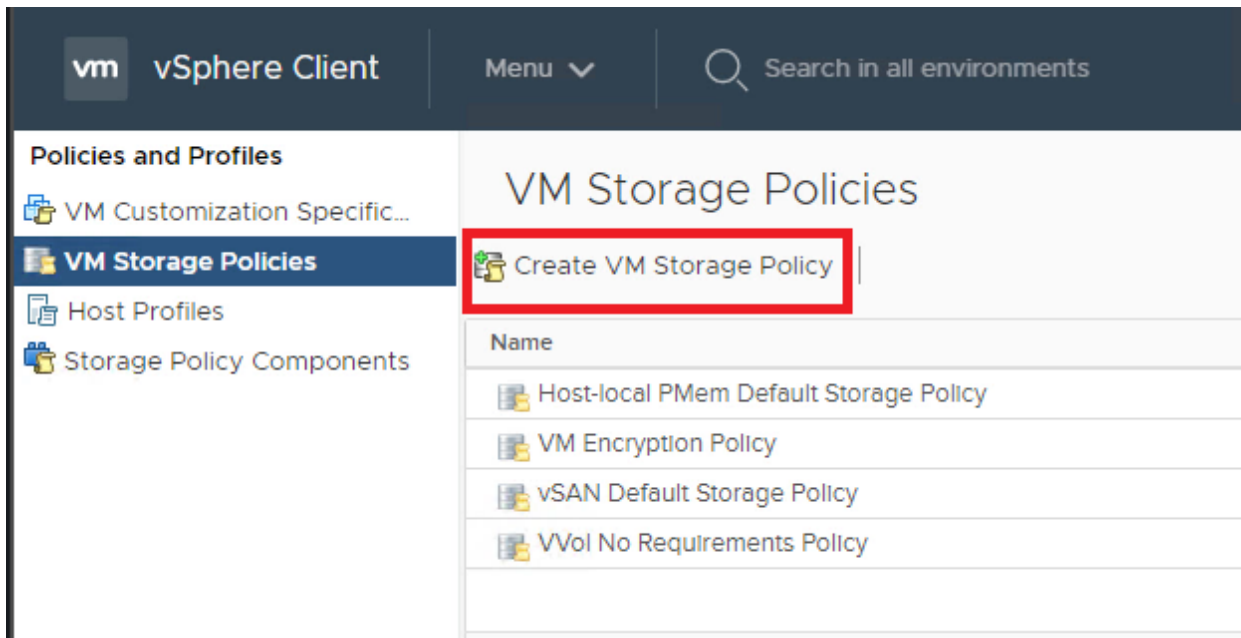 vm vSphere Client Menu Search in all environments
Policies and Profiles
VM Customization Specific...
VM Storage Policies
Host Profiles
Storage Policy Components
VM Storage Policies
Create VM Storage Policy
Name
Host-local PMem Default Storage Policy
VM Encryption Policy
vSAN Default Storage Policy
VVol No Requirements Policy